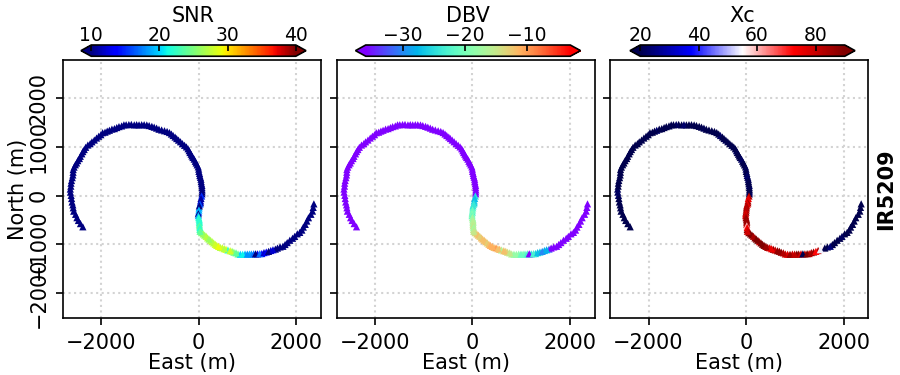 SNR
10 20 30 40
DBV
−30 −20 −10
Xc
20 40 60 80
North (m)
2000
1000
0
−1000
−2000
−2000 0 2000
East (m)
−2000 0 2000
East (m)
−2000 0 2000
East (m)
IR5209